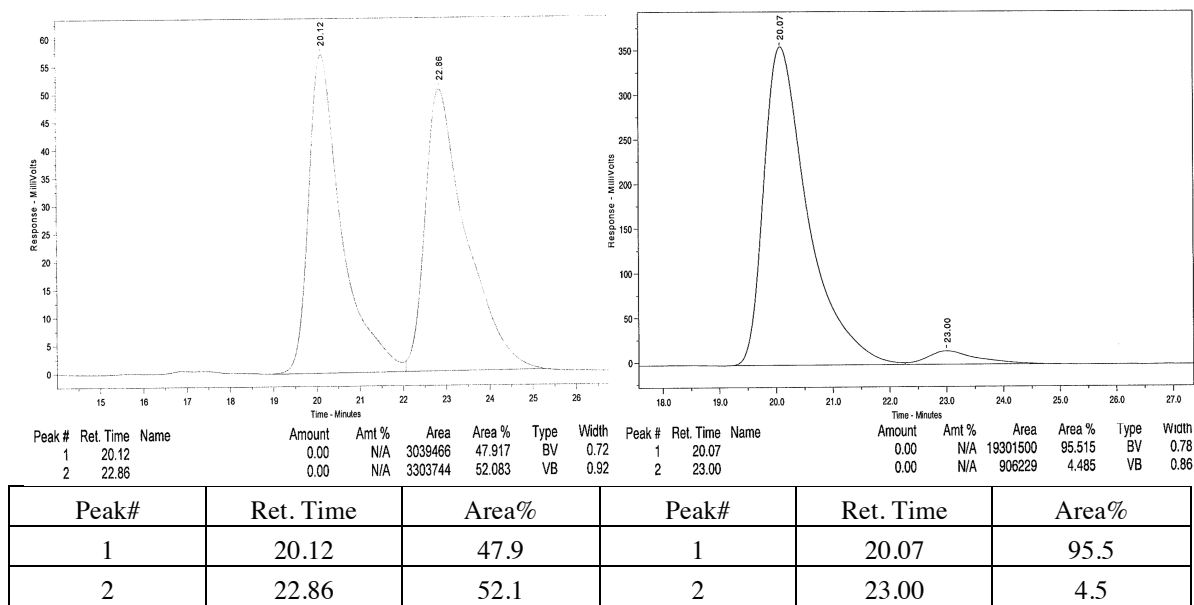 60
55
50
45
40
35
30
25
20
15
10
5
0
Response - MilliVolts
20.12
22.86
15 16 17 18 19 20 21 22 23 24 25 26
Time - Minutes
Peak # Ret. Time Name Amount Amt % Area Area % Type Width
1 20.12 0.00 N/A 3039466 47.917 BV 0.72
2 22.86 0.00 N/A 3303744 52.083 VB 0.92
350
300
250
200
150
100
50
0
Response - MilliVolts
20.07
23.00
18.0 19.0 20.0 21.0 22.0 23.0 24.0 25.0 26.0 27.0
Time - Minutes
Peak # Ret. Time Name Amount Amt % Area Area % Type Width
1 20.07 0.00 N/A 19301500 95.515 BV 0.78
2 23.00 0.00 N/A 906229 4.485 VB 0.86
Peak# Ret. Time Area% Peak# Ret. Time Area%
1 20.12 47.9 1 20.07 95.5
2 22.86 52.1 2 23.00 4.5